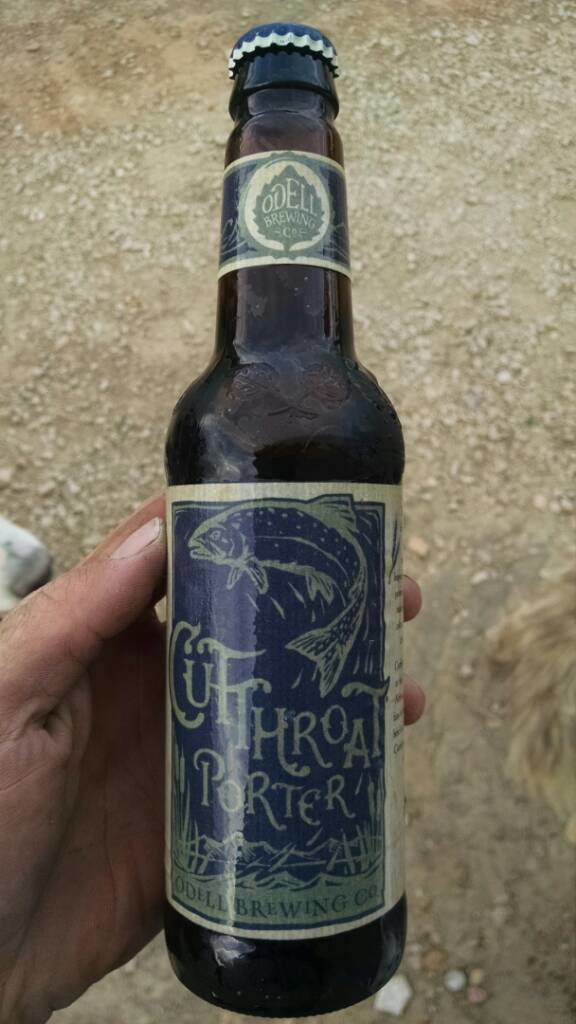 ODELL
BREWING
CO
CUTTHROAT
PORTER
ODELL BREWING CO.